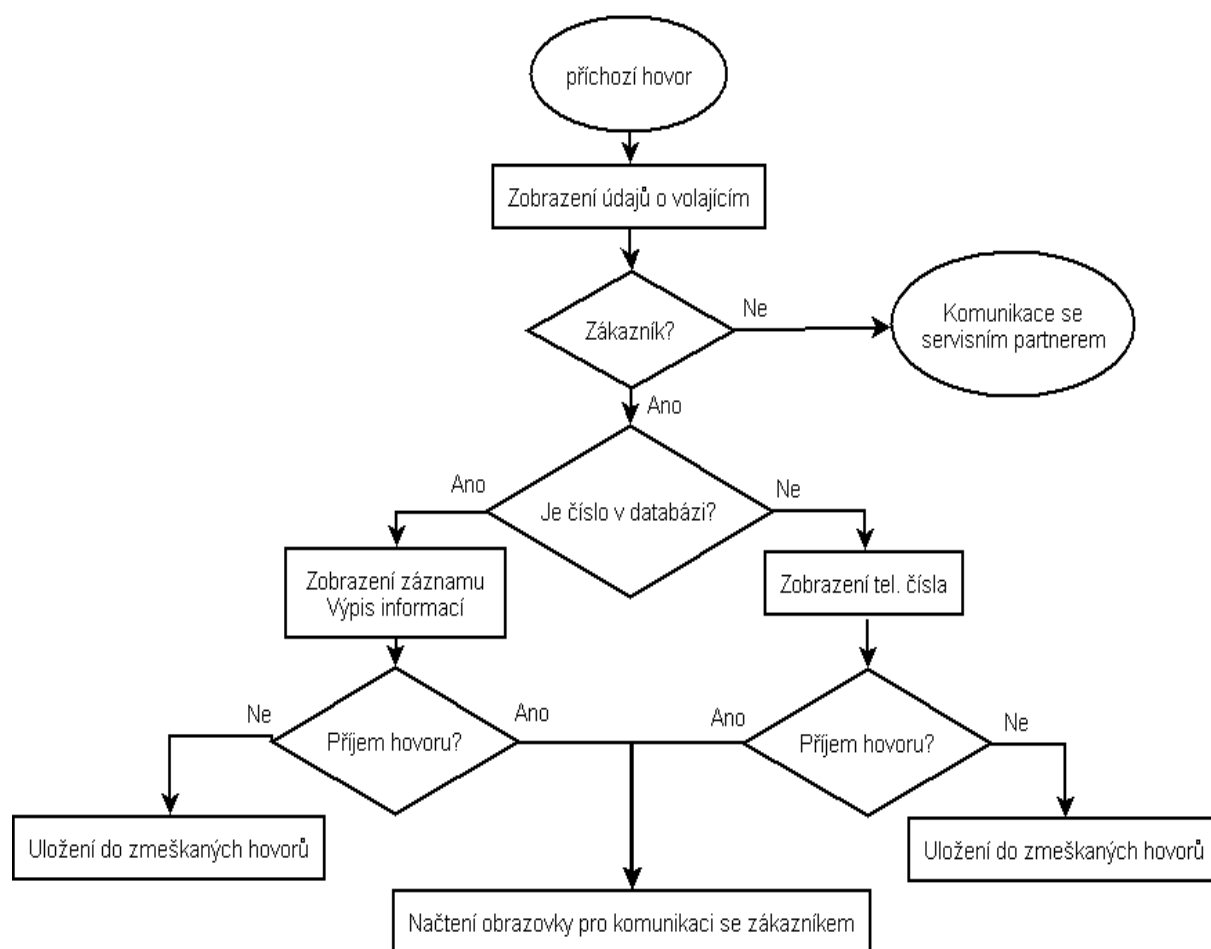 příchozí hovor
Zobrazení údajů o volajícím
Zákazník?
Ne
Komunikace se
servisním partnerem
Ano
Je číslo v databázi?
Ano
Ne
Zobrazení záznamu
Výpis informací
Zobrazení tel. čísla
Příjem hovoru?
Ne
Ano
Příjem hovoru?
Ano
Ne
Uložení do zmeškaných hovorů
Uložení do zmeškaných hovorů
Načtení obrazovky pro komunikaci se zákazníkem